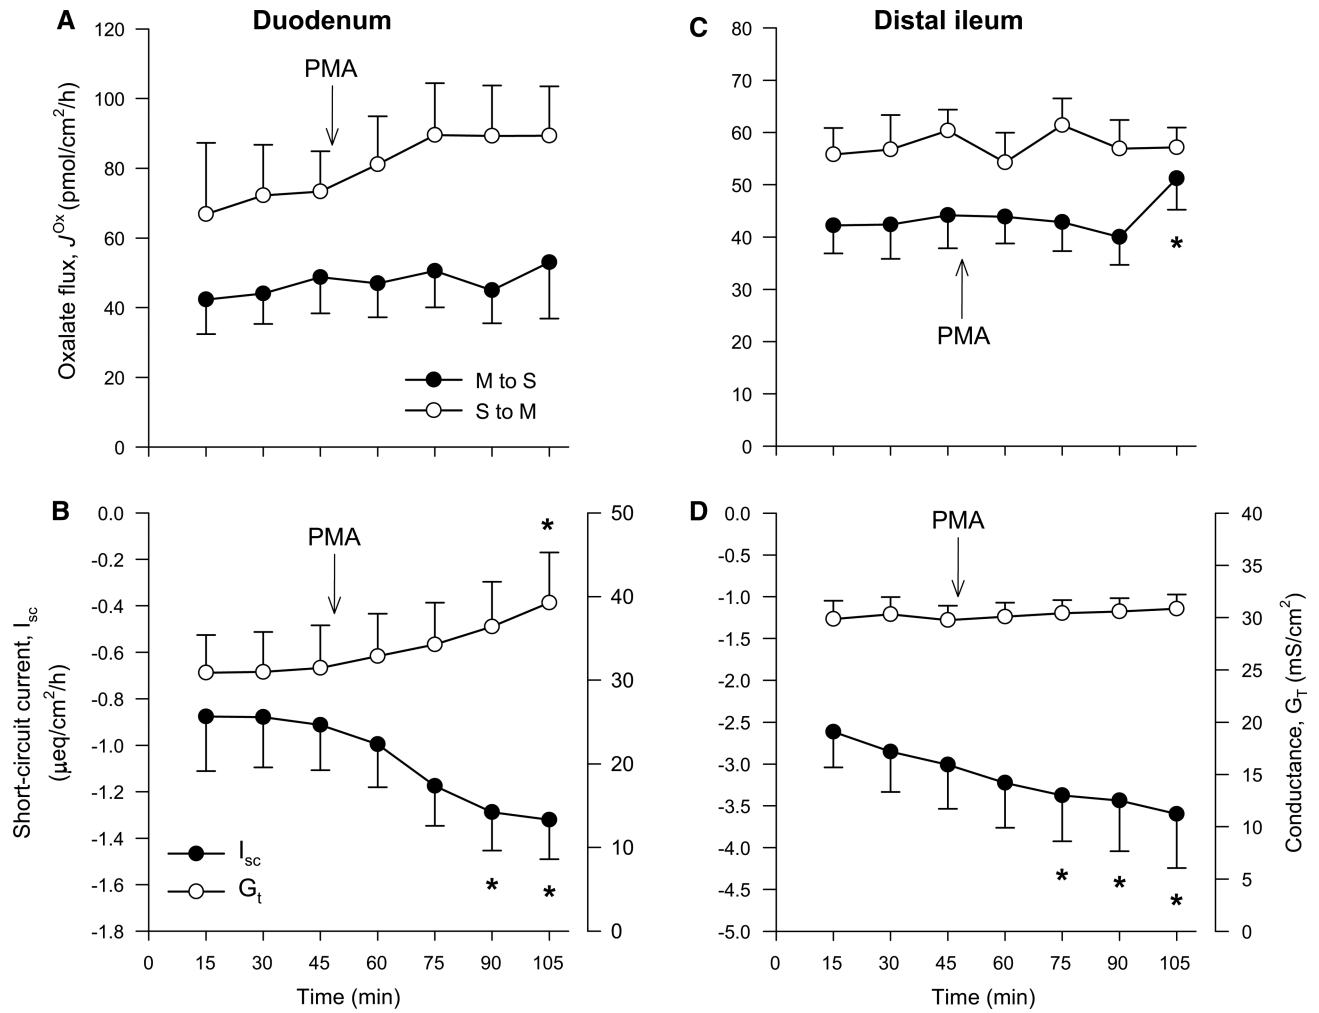 A
Duodenum
120
100
80
60
40
20
0
Oxalate flux, J^Ox (pmol/cm²/h)
PMA
M to S
S to M
C
Distal ileum
80
70
60
50
40
30
20
10
0
PMA
*
B
0.0
-0.2
-0.4
-0.6
-0.8
-1.0
-1.2
-1.4
-1.6
-1.8
Short-circuit current, I_sc
(µeq/cm²/h)
PMA
*
I_sc
G_t
* *
50
40
30
20
10
0
0 15 30 45 60 75 90 105
Time (min)
D
0.0
-0.5
-1.0
-1.5
-2.0
-2.5
-3.0
-3.5
-4.0
-4.5
-5.0
PMA
* * *
40
35
30
25
20
15
10
5
0
Conductance, G_T (mS/cm²)
0 15 30 45 60 75 90 105
Time (min)